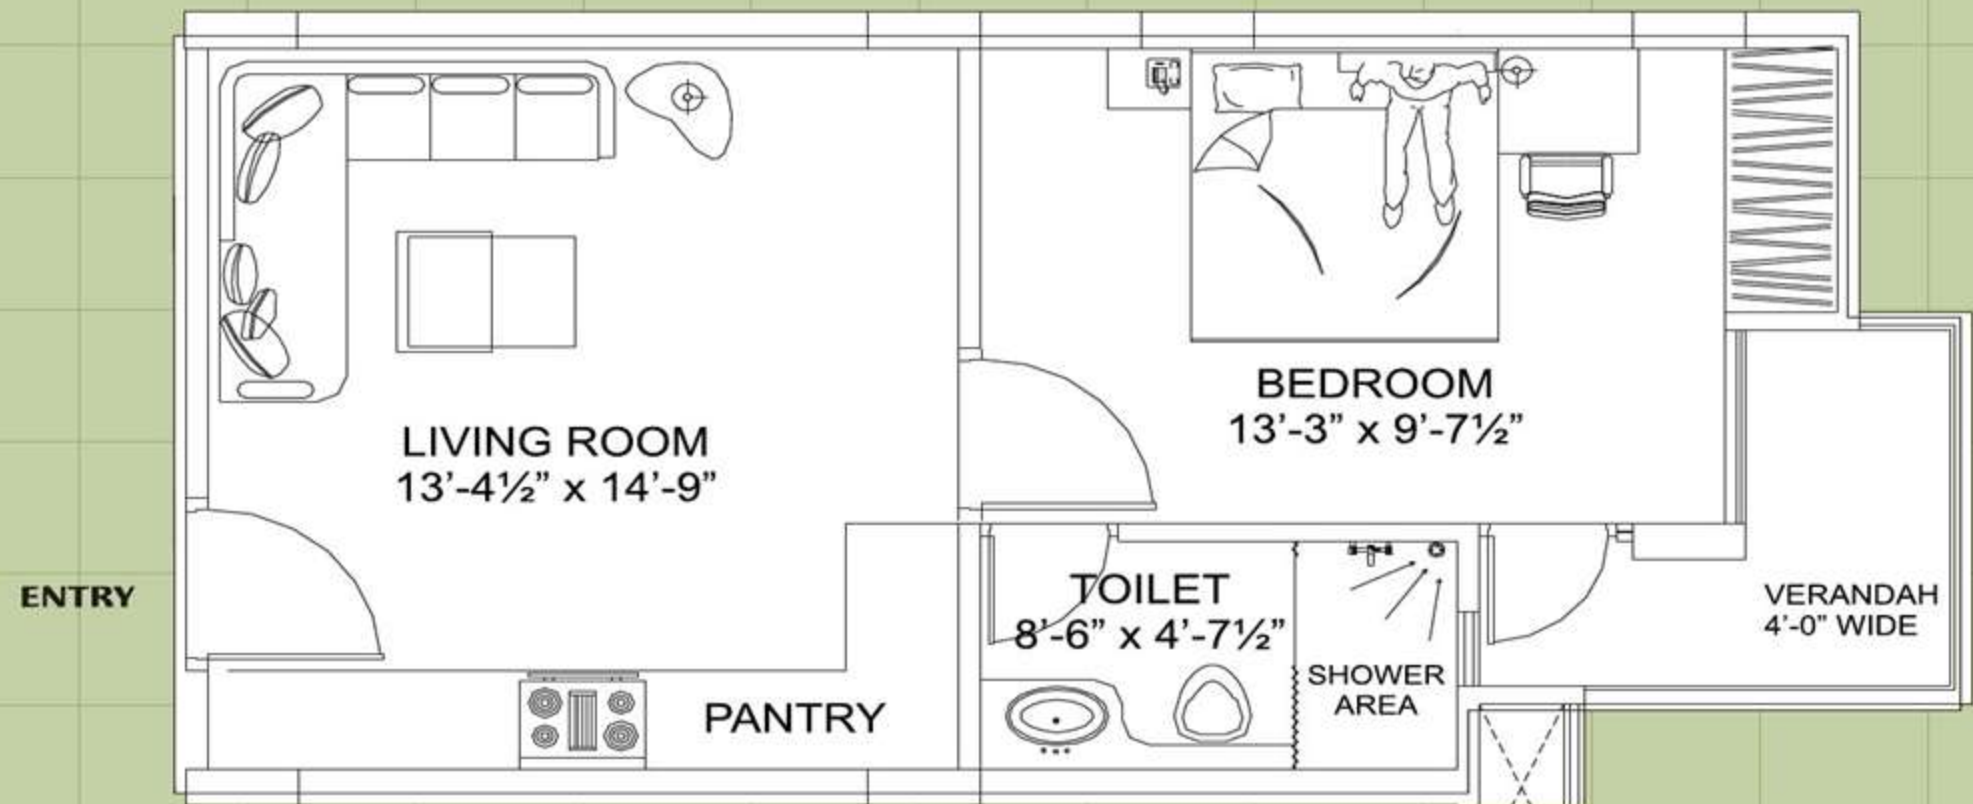 BEDROOM
13’-3” x 9’-7½”
LIVING ROOM
13’-4½” x 14’-9”
ENTRY
TOILET
8’-6” x 4’-7½”
VERANDAH
4’-0” WIDE
SHOWER
AREA
PANTRY